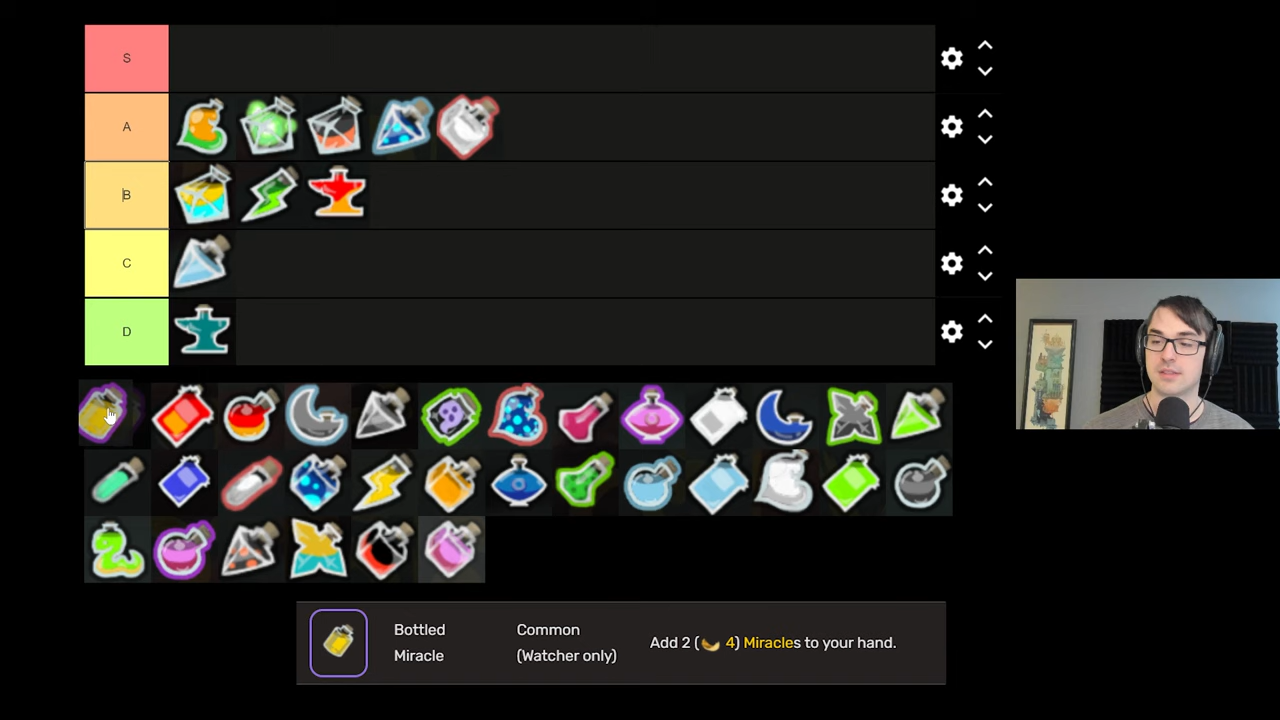 S
A
B
C
D
Bottled Miracle
Common (Watcher only)
Add 2 ( 4) Miracles to your hand.